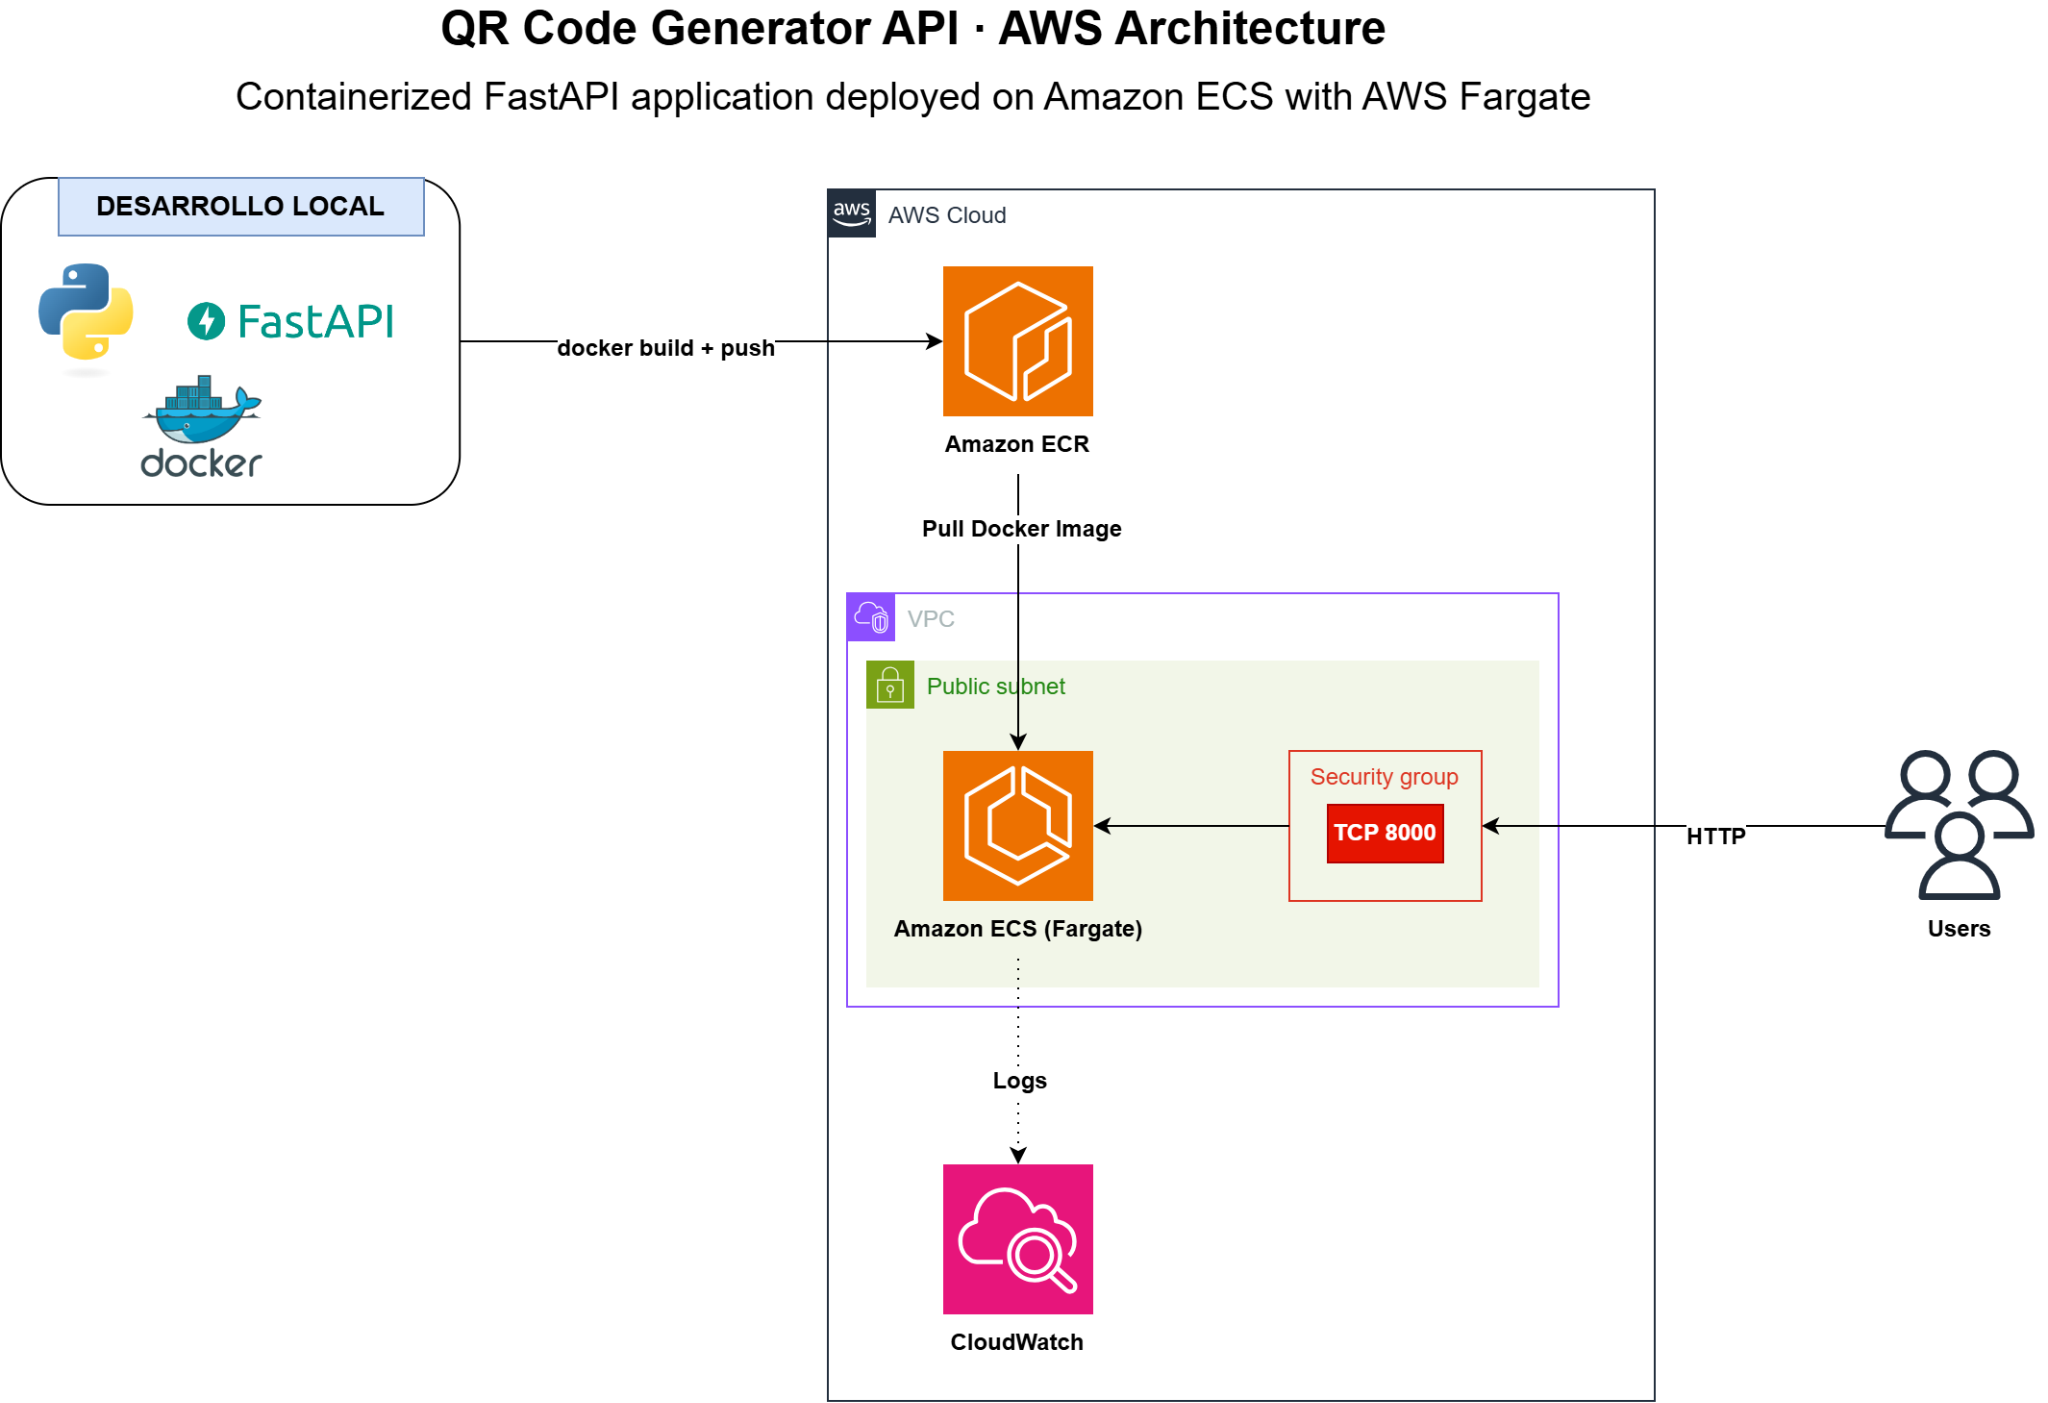 QR Code Generator API · AWS Architecture
Containerized FastAPI application deployed on Amazon ECS with AWS Fargate
DESARROLLO LOCAL
FastAPI
docker
docker build + push
aws
AWS Cloud
Amazon ECR
Pull Docker Image
VPC
Public subnet
Security group
TCP 8000
HTTP
Amazon ECS (Fargate)
Users
Logs
CloudWatch